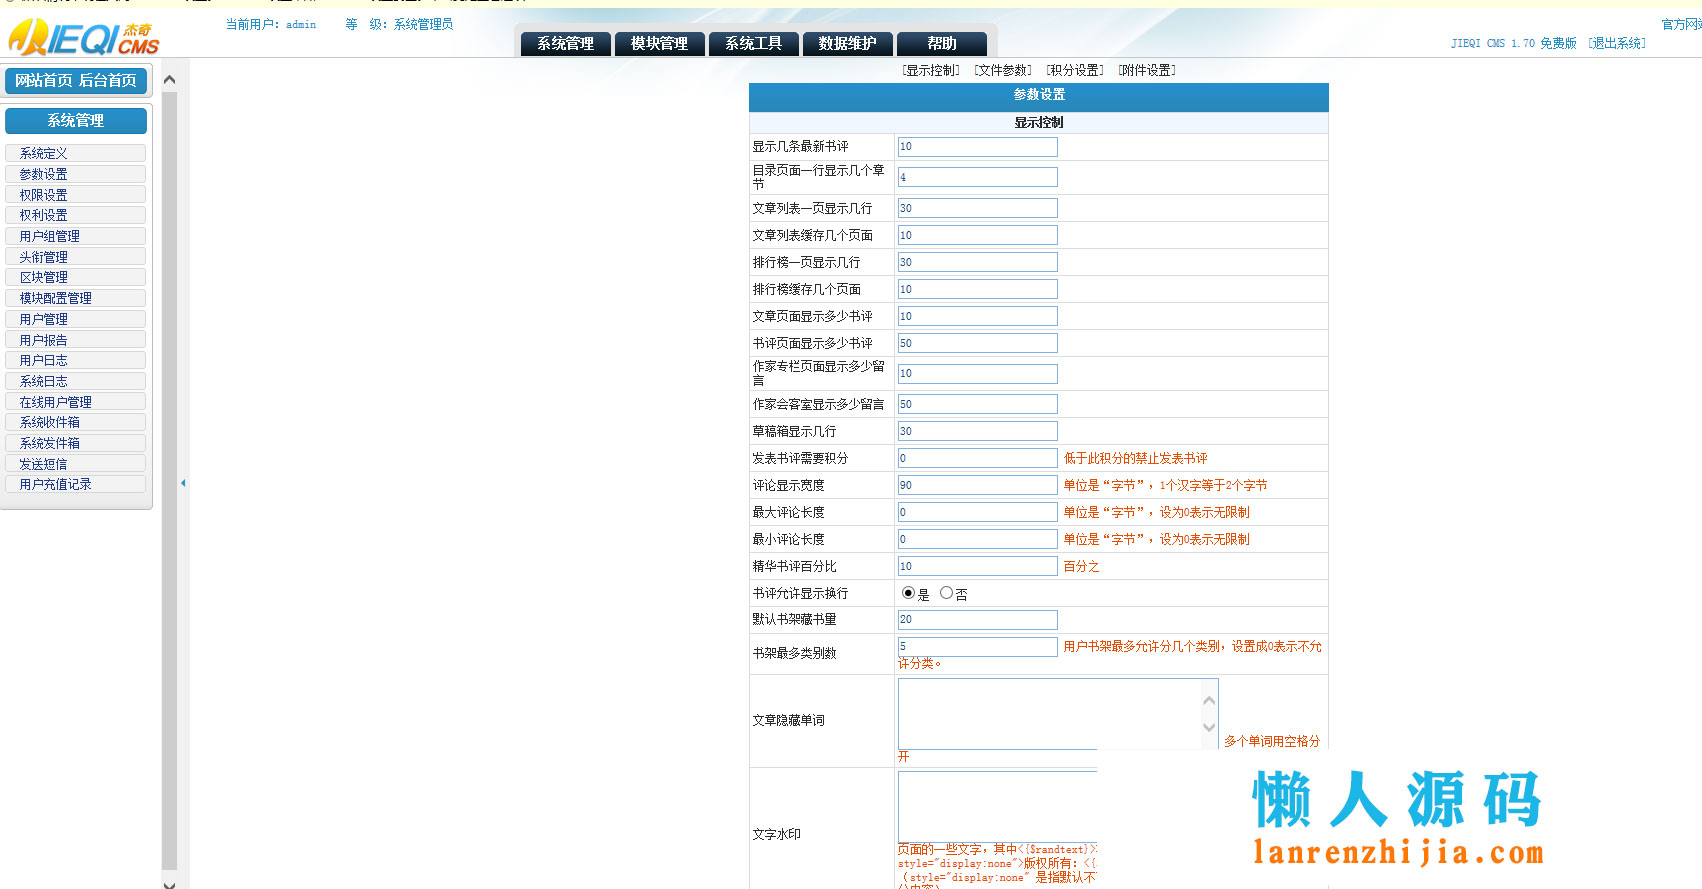 杰奇
JIEQI CMS
当前用户: admin
等 级: 系统管理员
系统管理
模块管理
系统工具
数据维护
帮助
官方网
JIEQI CMS 1.70 免费版 [退出系统]
网站首页 后台首页
系统管理
系统定义
参数设置
权限设置
权利设置
用户组管理
头衔管理
区块管理
模块配置管理
用户管理
用户报告
用户日志
系统日志
在线用户管理
系统收件箱
系统发件箱
发送短信
用户充值记录
[显示控制] [文件参数] [积分设置] [附件设置]
参数设置
显示控制
显示几条最新书评 10
目录页面一行显示几个章
节 4
文章列表一页显示几行 30
文章列表缓存几个页面 10
排行榜一页显示几行 30
排行榜缓存几个页面 10
文章页面显示多少书评 10
书评页面显示多少书评 50
作家专栏页面显示多少留
言 10
作家会客室显示多少留言 50
草稿箱显示几行 30
发表书评需要积分 0 低于此积分的禁止发表书评
评论显示宽度 90 单位是“字节”，1个汉字等于2个字节
最大评论长度 0 单位是“字节”，设为0表示无限制
最小评论长度 0 单位是“字节”，设为0表示无限制
精华书评百分比 10 百分之
书评允许显示换行 是 否
默认书架藏书量 20
书架最多类别数 5 用户书架最多允许分几个类别，设置成0表示不允
许分类。
文章隐藏单词 多个单词用空格分
开
文字水印
页面的一些文字，其中<{$randtext}>
style="display:none">版权所有: <{
（style="display:none" 是指默认不
懒人源码
lanrenzhijia.com